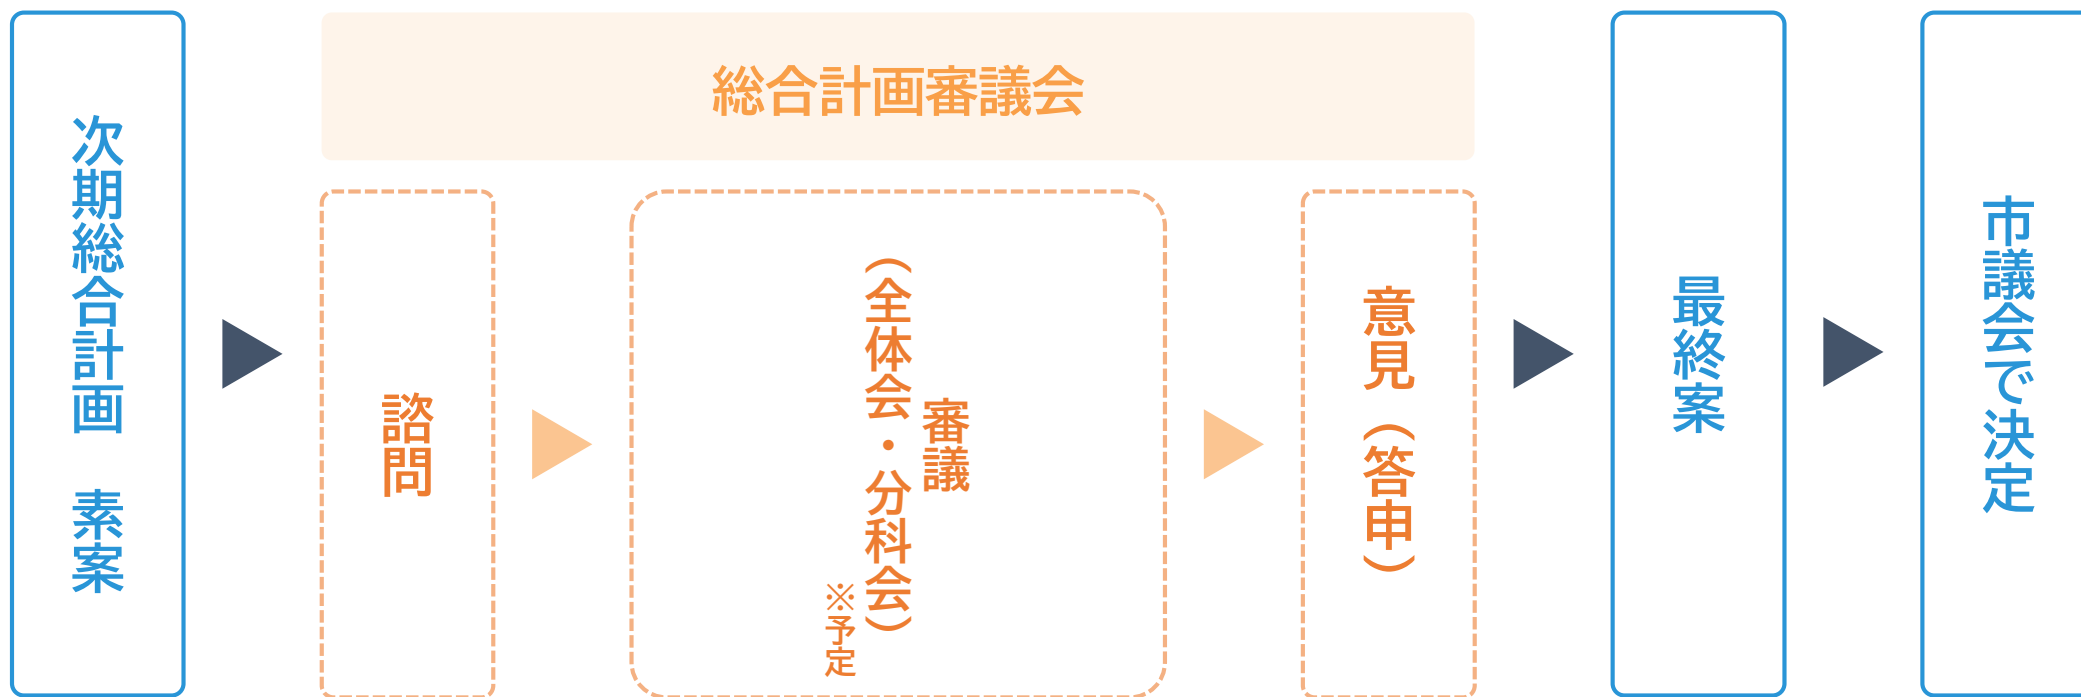 次期総合計画　素案
総合計画審議会
諮問
審議
（全体会・分科会）
※予定
意見（答申）
最終案
市議会で決定